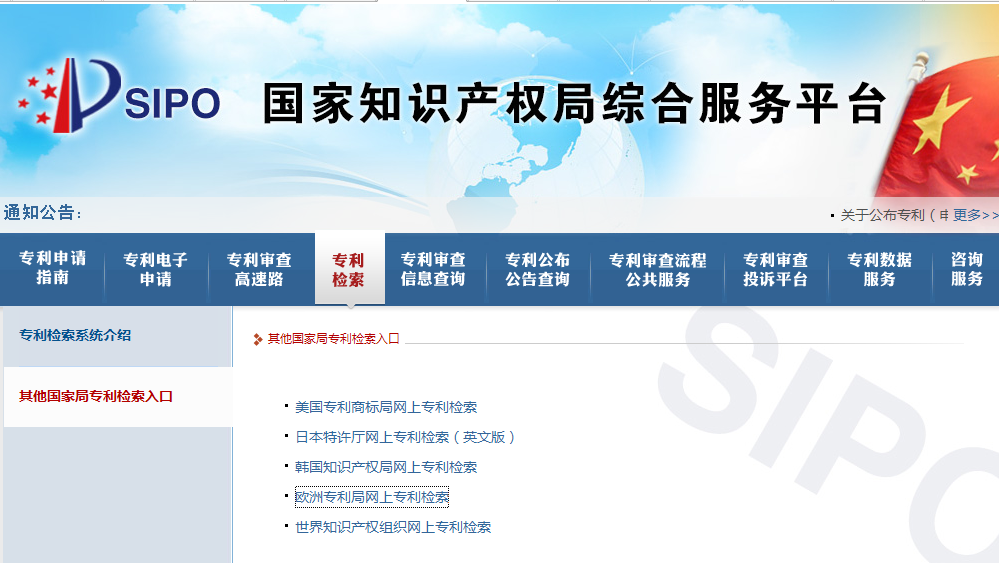 SIPO 国家知识产权局综合服务平台
通知公告：
关于公布专利（申 更多>>
专利申请指南
专利电子申请
专利审查高速路
专利检索
专利审查信息查询
专利公布公告查询
专利审查流程公共服务
专利审查投诉平台
专利数据服务
咨询服务
专利检索系统介绍
其他国家局专利检索入口
其他国家局专利检索入口
美国专利商标局网上专利检索
日本特许厅网上专利检索（英文版）
韩国知识产权局网上专利检索
欧洲专利局网上专利检索
世界知识产权组织网上专利检索
SIPO